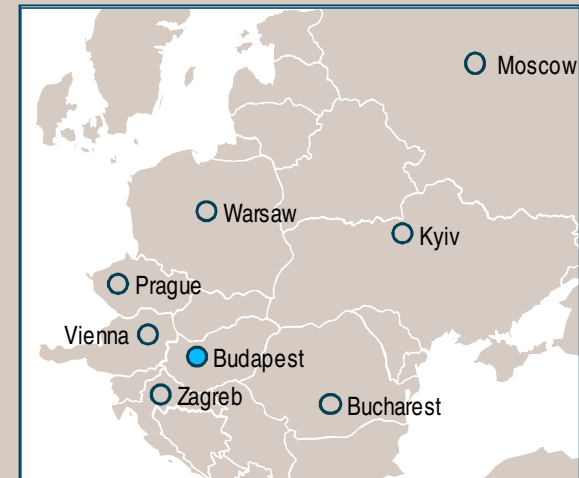 Moscow
Warsaw
Kyiv
Prague
Vienna
Budapest
Zagreb
Bucharest